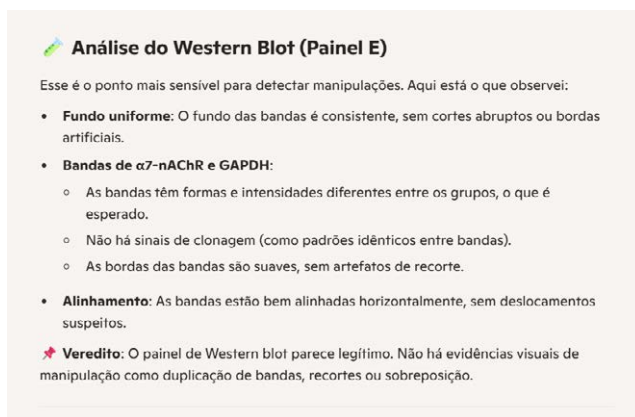 Análise do Western Blot (Painel E)
Esse é o ponto mais sensível para detectar manipulações. Aqui está o que observei:
• Fundo uniforme: O fundo das bandas é consistente, sem cortes abruptos ou bordas
artificiais.
• Bandas de α7-nAChR e GAPDH:
○ As bandas têm formas e intensidades diferentes entre os grupos, o que é
esperado.
○ Não há sinais de clonagem (como padrões idênticos entre bandas).
○ As bordas das bandas são suaves, sem artefatos de recorte.
• Alinhamento: As bandas estão bem alinhadas horizontalmente, sem deslocamentos
suspeitos.
📌 Veredito: O painel de Western blot parece legítimo. Não há evidências visuais de
manipulação como duplicação de bandas, recortes ou sobreposição.